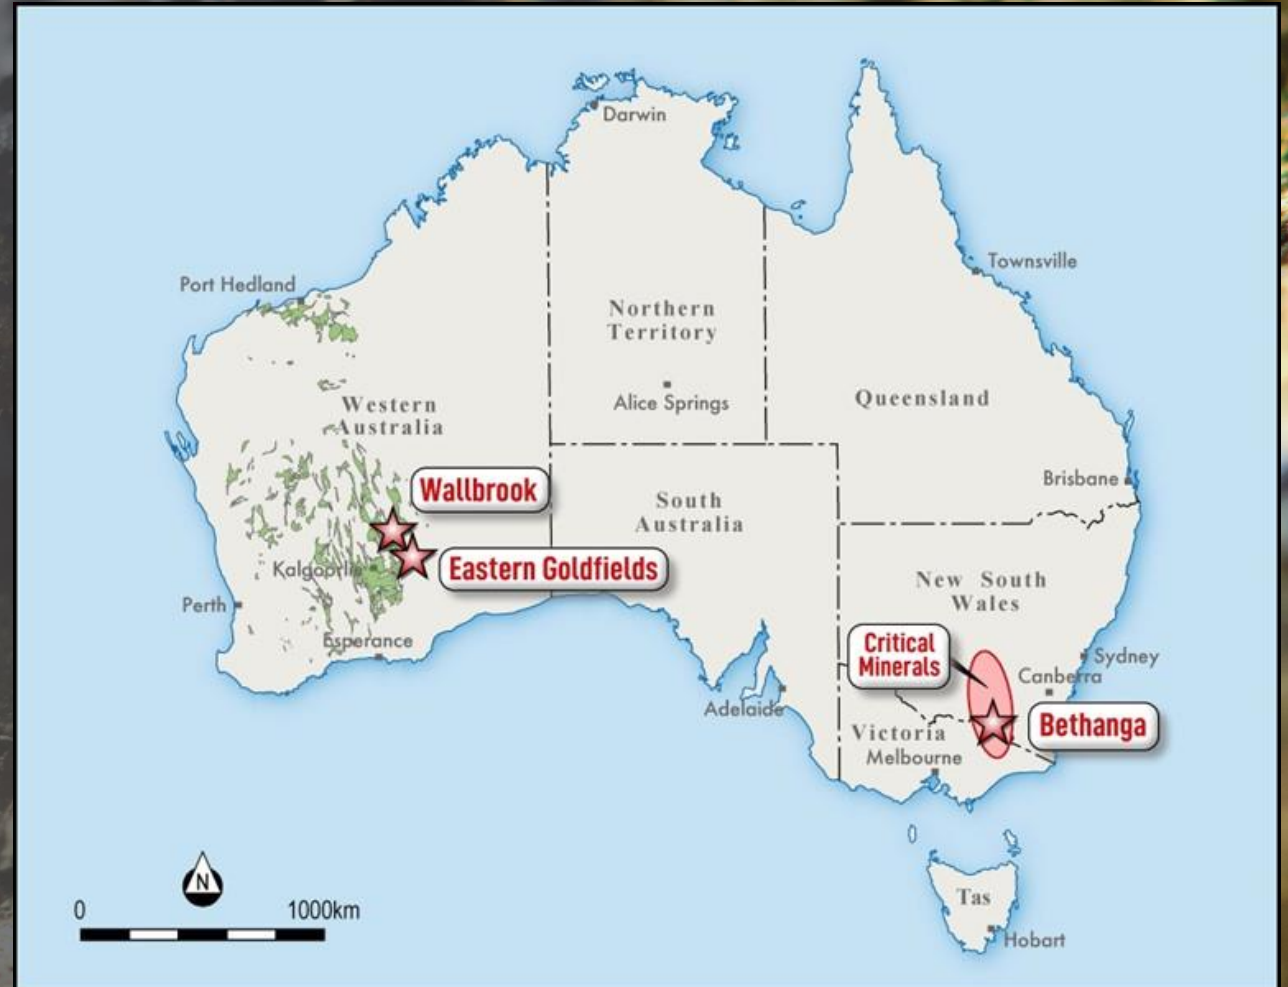 Darwin
Townsville
Port Hedland
Northern
Territory
Alice Springs
Queensland
Western
Australia
Brisbane
Wallbrook
South
Australia
Kalgoorlie
Eastern Goldfields
New South
Wales
Perth
Esperance
Critical
Minerals
Sydney
Canberra
Adelaide
Bethanga
Victoria
Melbourne
N
0 1000km
Tas
Hobart